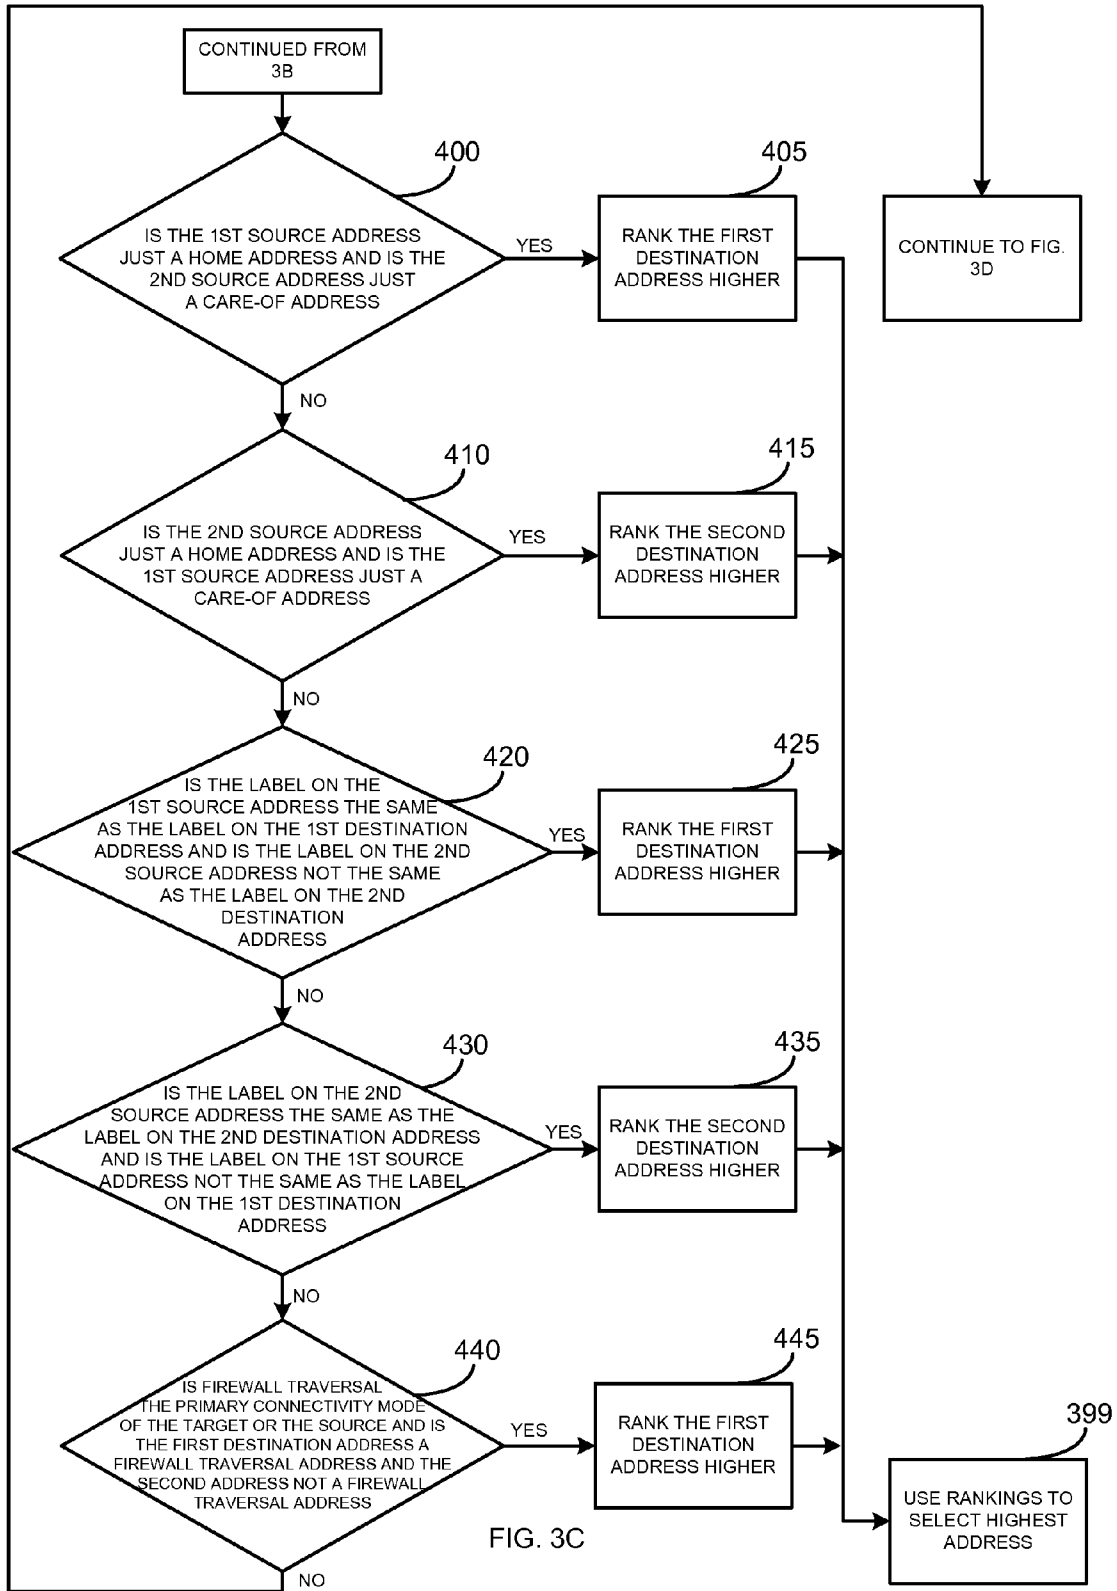 CONTINUED FROM
3B
400
IS THE 1ST SOURCE ADDRESS
JUST A HOME ADDRESS AND IS THE
2ND SOURCE ADDRESS JUST
A CARE-OF ADDRESS
YES
405
RANK THE FIRST
DESTINATION
ADDRESS HIGHER
CONTINUE TO FIG.
3D
NO
410
IS THE 2ND SOURCE ADDRESS
JUST A HOME ADDRESS AND IS THE
1ST SOURCE ADDRESS JUST A
CARE-OF ADDRESS
YES
415
RANK THE SECOND
DESTINATION
ADDRESS HIGHER
NO
420
IS THE LABEL ON THE
1ST SOURCE ADDRESS THE SAME
AS THE LABEL ON THE 1ST DESTINATION
ADDRESS AND IS THE LABEL ON THE 2ND
SOURCE ADDRESS NOT THE SAME
AS THE LABEL ON THE 2ND
DESTINATION
ADDRESS
YES
425
RANK THE FIRST
DESTINATION
ADDRESS HIGHER
NO
430
IS THE LABEL ON THE 2ND
SOURCE ADDRESS THE SAME AS THE
LABEL ON THE 2ND DESTINATION ADDRESS
AND IS THE LABEL ON THE 1ST SOURCE
ADDRESS NOT THE SAME AS THE LABEL
ON THE 1ST DESTINATION
ADDRESS
YES
435
RANK THE SECOND
DESTINATION
ADDRESS HIGHER
NO
440
IS FIREWALL TRAVERSAL
THE PRIMARY CONNECTIVITY MODE
OF THE TARGET OR THE SOURCE AND IS
THE FIRST DESTINATION ADDRESS A
FIREWALL TRAVERSAL ADDRESS AND THE
SECOND ADDRESS NOT A FIREWALL
TRAVERSAL ADDRESS
YES
445
RANK THE FIRST
DESTINATION
ADDRESS HIGHER
399
USE RANKINGS TO
SELECT HIGHEST
ADDRESS
NO
FIG. 3C